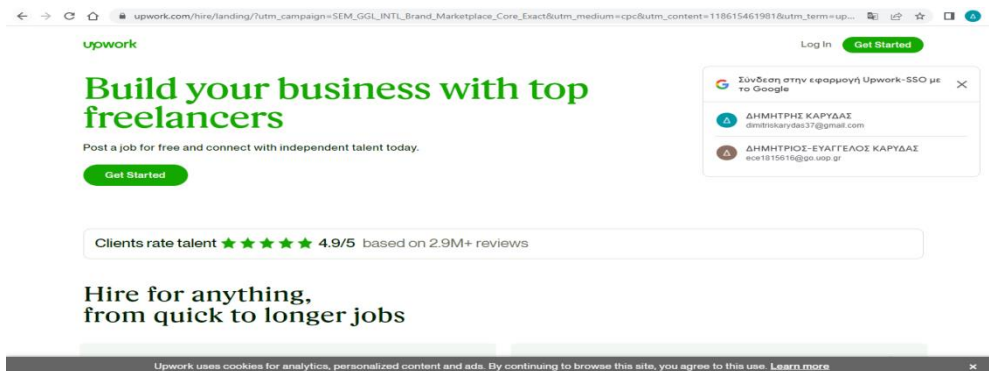 upwork.com/hire/landing/?utm_campaign=SEM_GGL_INTL_Brand_Marketplace_Core_Exact&utm_medium=cpc&utm_content=118615461981&utm_term=up...
upwork
Log In
Get Started
Build your business with top
freelancers
Post a job for free and connect with independent talent today.
Get Started
Σύνδεση στην εφαρμογή Upwork-SSO με
το Google
Δ
ΔΗΜΗΤΡΗΣ ΚΑΡΥΔΑΣ
dimitriskarydas37@gmail.com
Δ
ΔΗΜΗΤΡΙΟΣ-ΕΥΑΓΓΕΛΟΣ ΚΑΡΥΔΑΣ
ece1815616@go.uop.gr
Clients rate talent ★ ★ ★ ★ ★ 4.9/5 based on 2.9M+ reviews
Hire for anything,
from quick to longer jobs
Upwork uses cookies for analytics, personalized content and ads. By continuing to browse this site, you agree to this use. Learn more